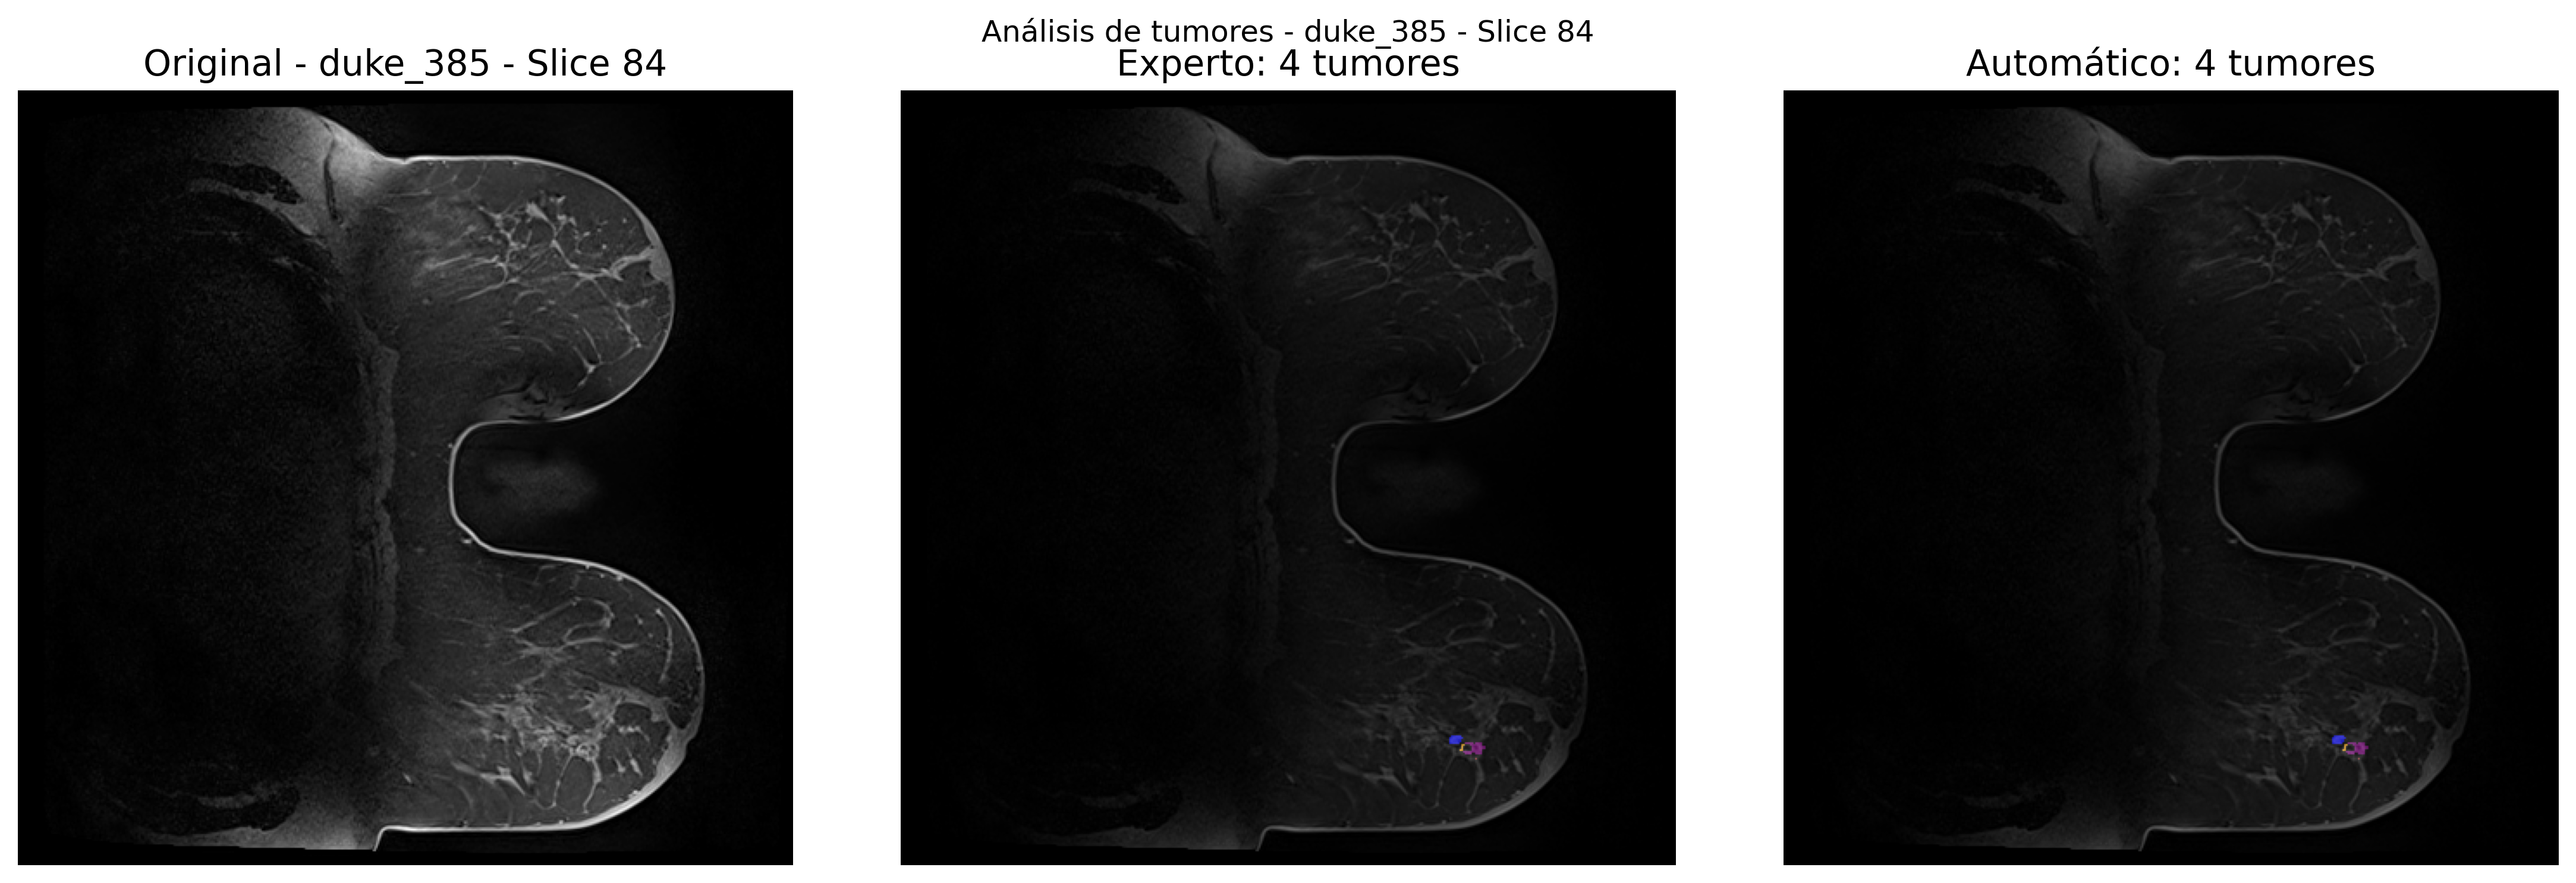 Análisis de tumores - duke_385 - Slice 84
Original - duke_385 - Slice 84
Experto: 4 tumores
Automático: 4 tumores